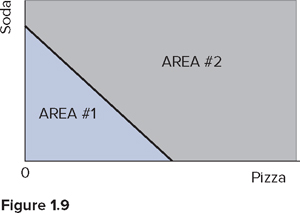 Soda
AREA #2
AREA #1
0
Pizza
Figure 1.9